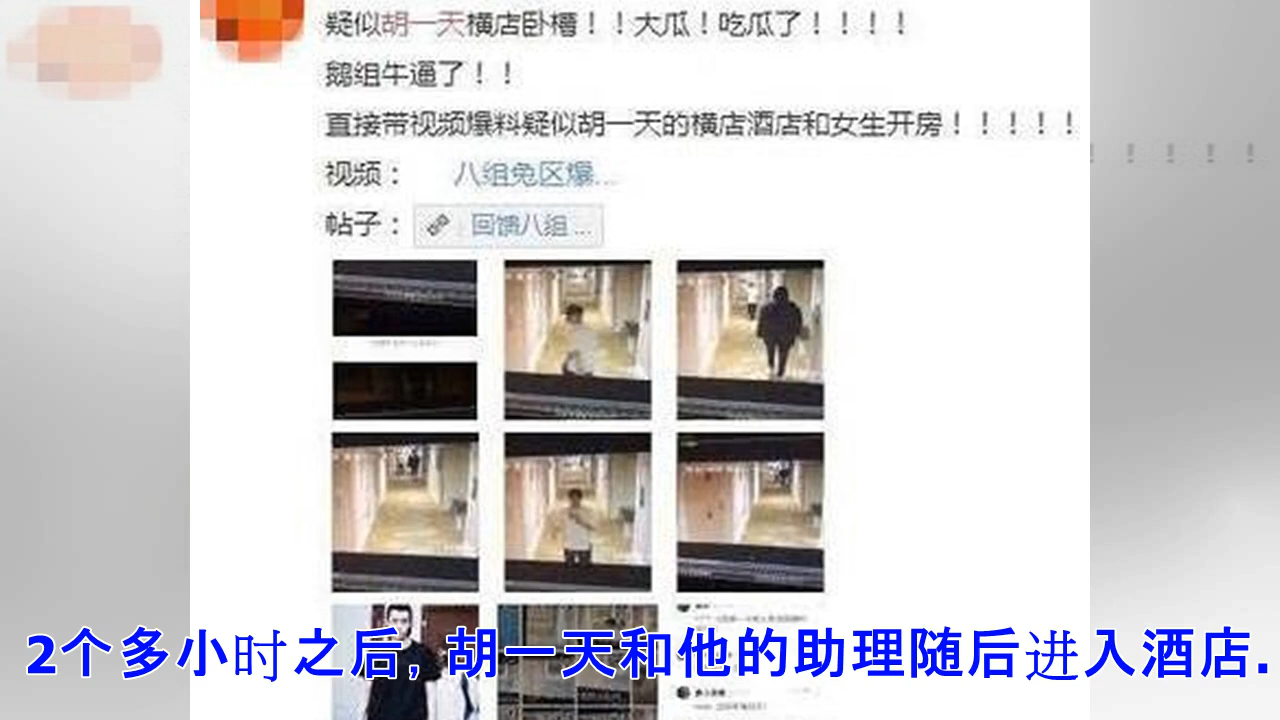 疑似胡一天横店卧槽！！大瓜！吃瓜了！！！！
鹅组牛逼了！！
直接带视频爆料疑似胡一天的横店酒店和女生开房！！！！！
视频： 八组兔区爆...
帖子： 回馈八组...
2个多小时之后, 胡一天和他的助理随后进入酒店.